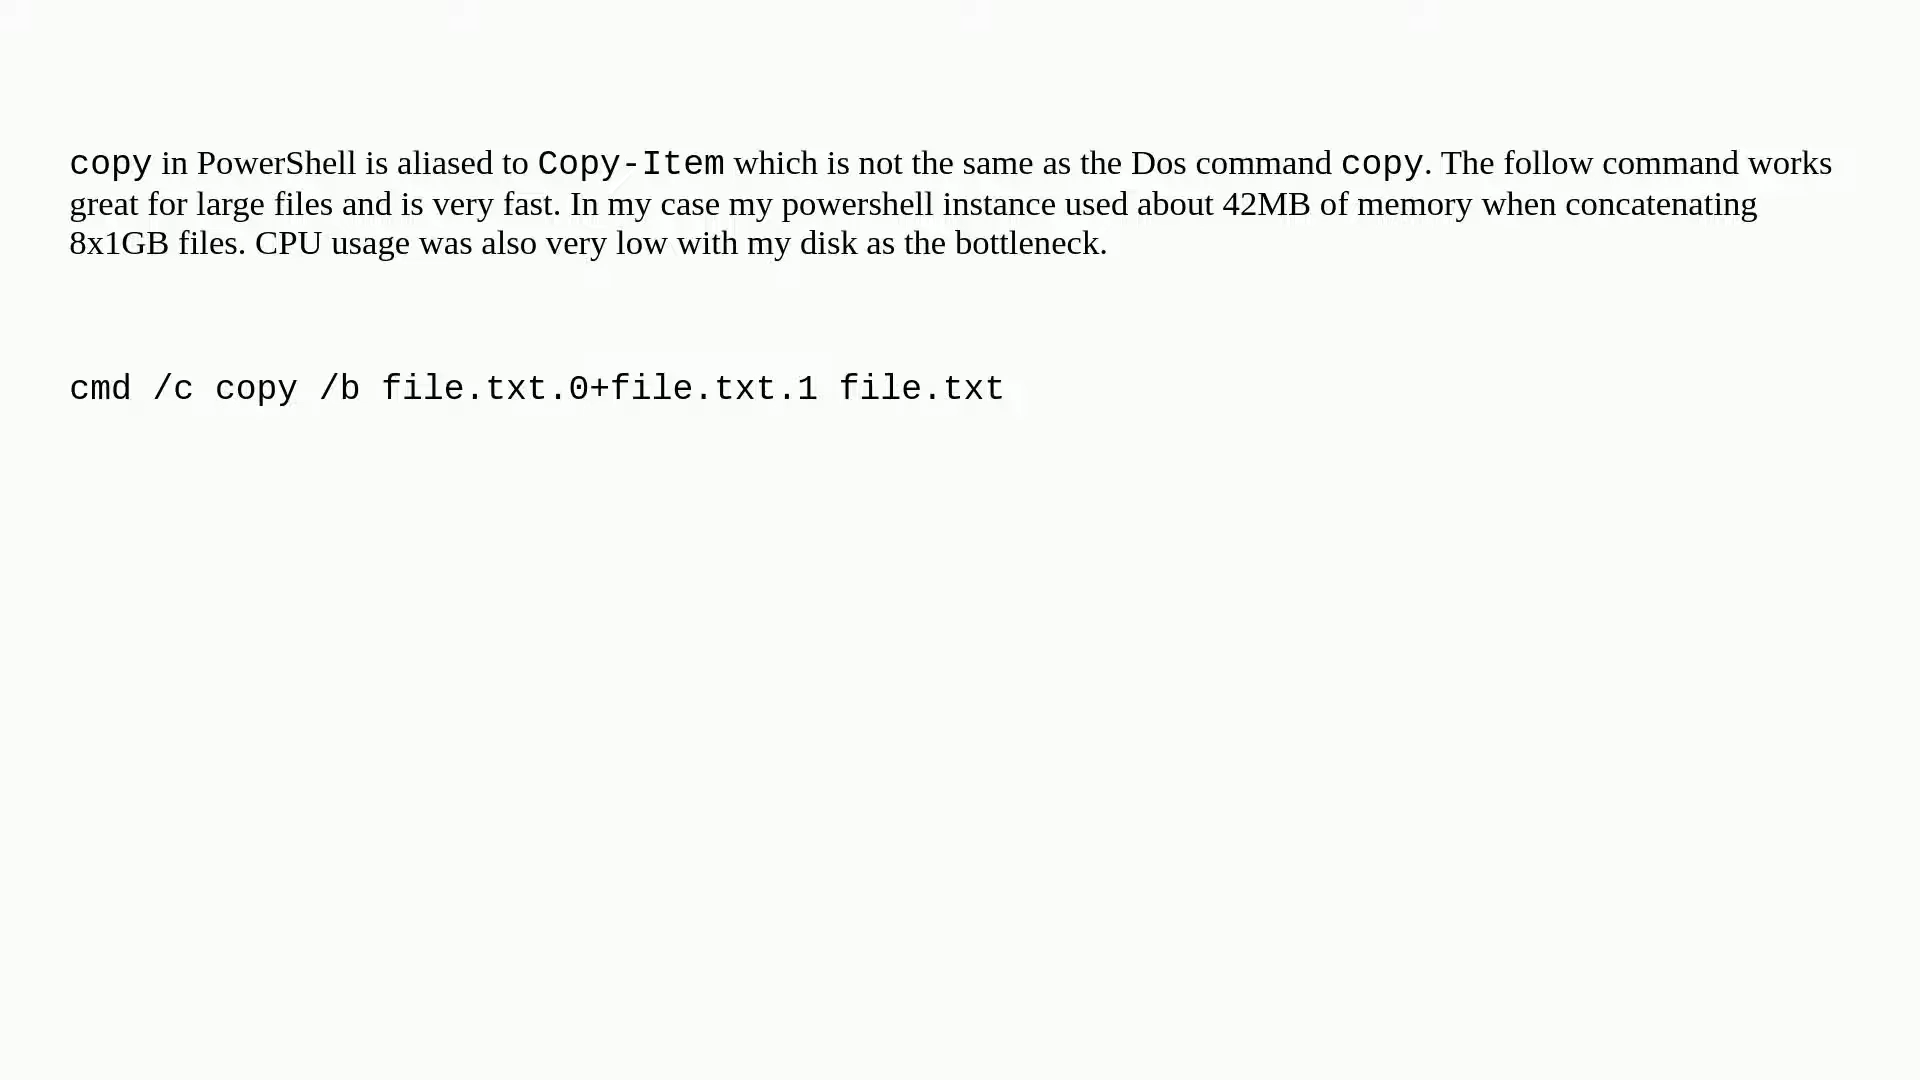 copy in PowerShell is aliased to Copy-Item which is not the same as the Dos command copy. The follow command works
great for large files and is very fast. In my case my powershell instance used about 42MB of memory when concatenating
8x1GB files. CPU usage was also very low with my disk as the bottleneck.
cmd /c copy /b file.txt.0+file.txt.1 file.txt